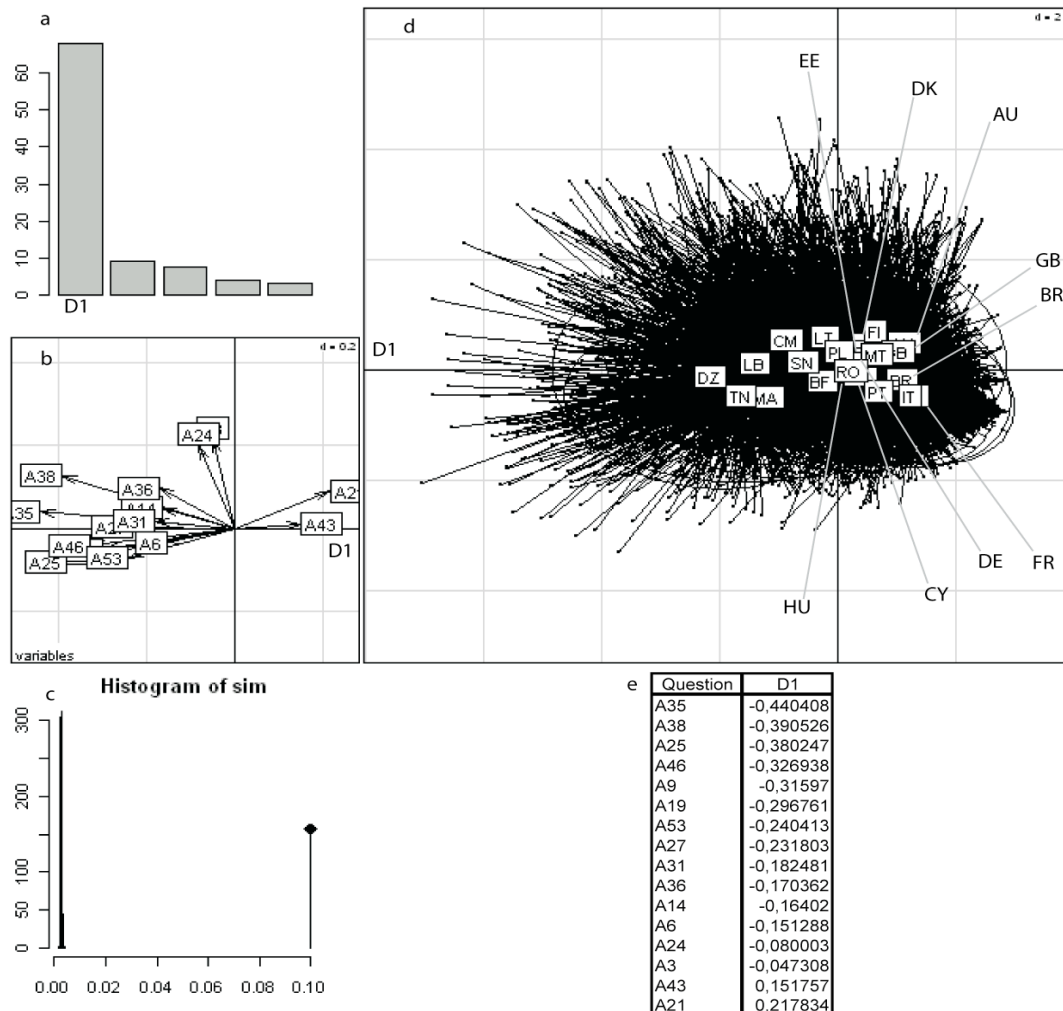 a
60
50
40
30
20
10
0
D1
b
d = 0.2
A24
A38
A36
A31
A43
A46
A6
A53
A25
D1
variables
c
Histogram of sim
300
200
150
100
50
0
0.00 0.02 0.04 0.06 0.08 0.10
d
d = 2
EE
DK
AU
GB
BR
D1
LT
FI
CM
PL
MT
LB
SN
DZ
BF
RO
BR
TN
MA
PT
IT
HU
CY
DE
FR
e
Question D1
A35 -0,440408
A38 -0,390526
A25 -0,380247
A46 -0,326938
A9 -0,31597
A19 -0,296761
A53 -0,240413
A27 -0,231803
A31 -0,182481
A36 -0,170362
A14 -0,16402
A6 -0,151288
A24 -0,080003
A3 -0,047308
A43 0,151757
A21 0,217834